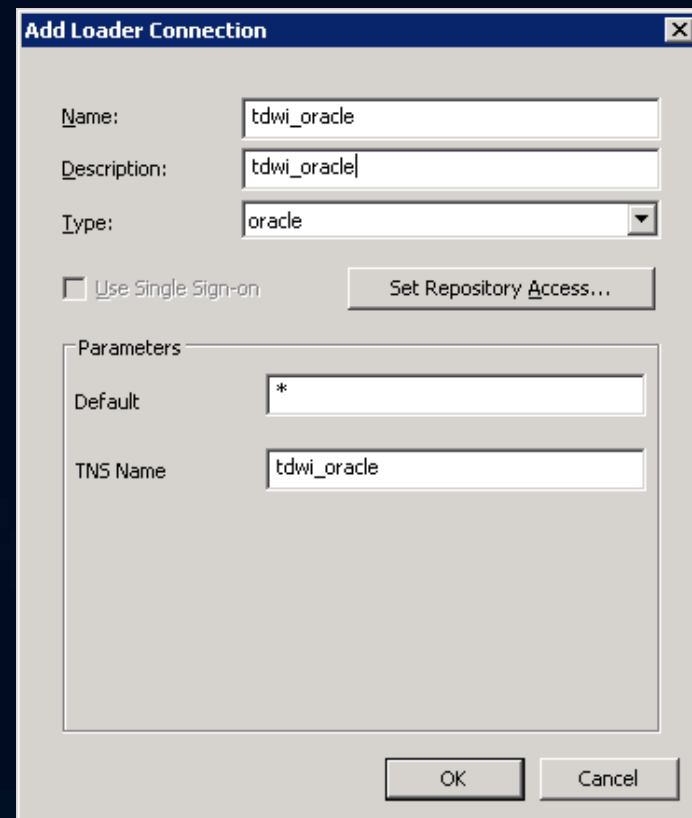 Add Loader Connection
Name: tdwi_oracle
Description: tdwi_oracle
Type: oracle
Use Single Sign-on Set Repository Access...
Parameters
Default *
TNS Name tdwi_oracle
OK Cancel